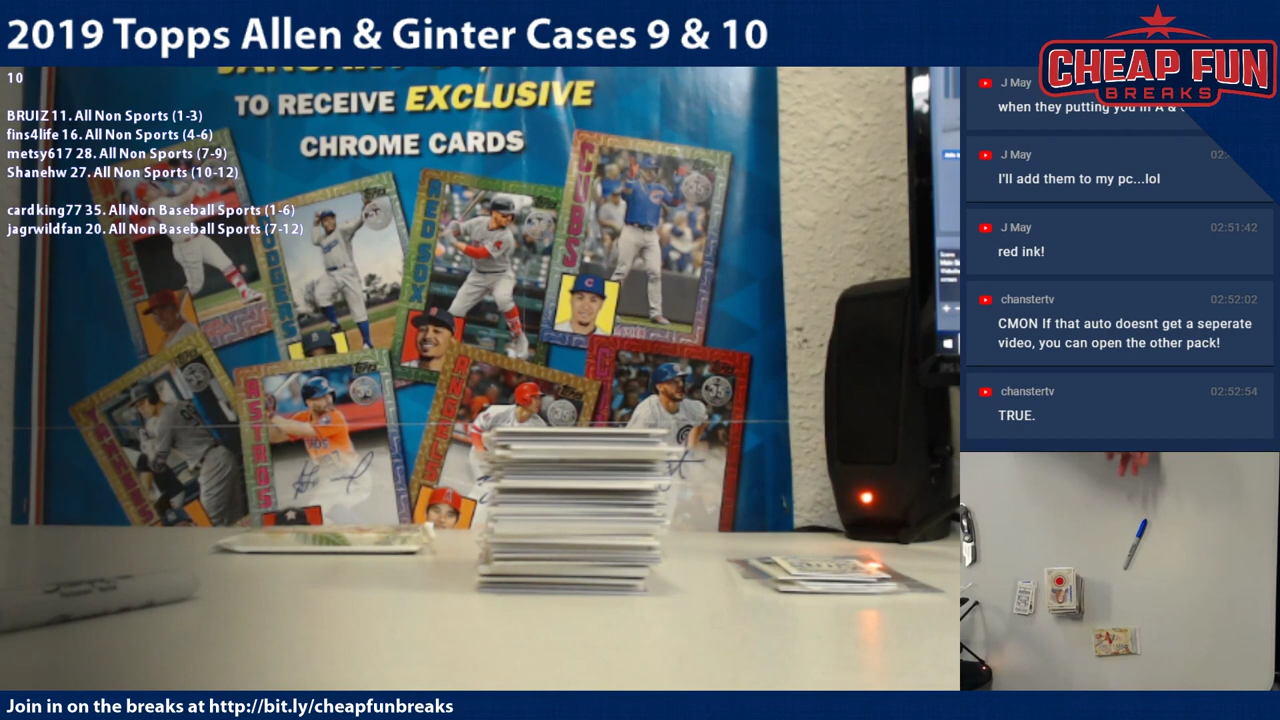 2019 Topps Allen & Ginter Cases 9 & 10
CHEAP FUN
BREAKS
10
BRUIZ 11. All Non Sports (1-3)
fins4life 16. All Non Sports (4-6)
metsy617 28. All Non Sports (7-9)
Shanehw 27. All Non Sports (10-12)
cardking77 35. All Non Baseball Sports (1-6)
jagrwildfan 20. All Non Baseball Sports (7-12)
TO RECEIVE EXCLUSIVE
CHROME CARDS
CUBS
RED SOX
DODGERS
ASTROS
ANGELS
YANKEES
J May
when they putting you in A &
J May 02:
I'll add them to my pc...lol
J May 02:51:42
red ink!
chanstertv 02:52:02
CMON If that auto doesnt get a seperate
video, you can open the other pack!
chanstertv 02:52:54
TRUE.
Join in on the breaks at http://bit.ly/cheapfunbreaks